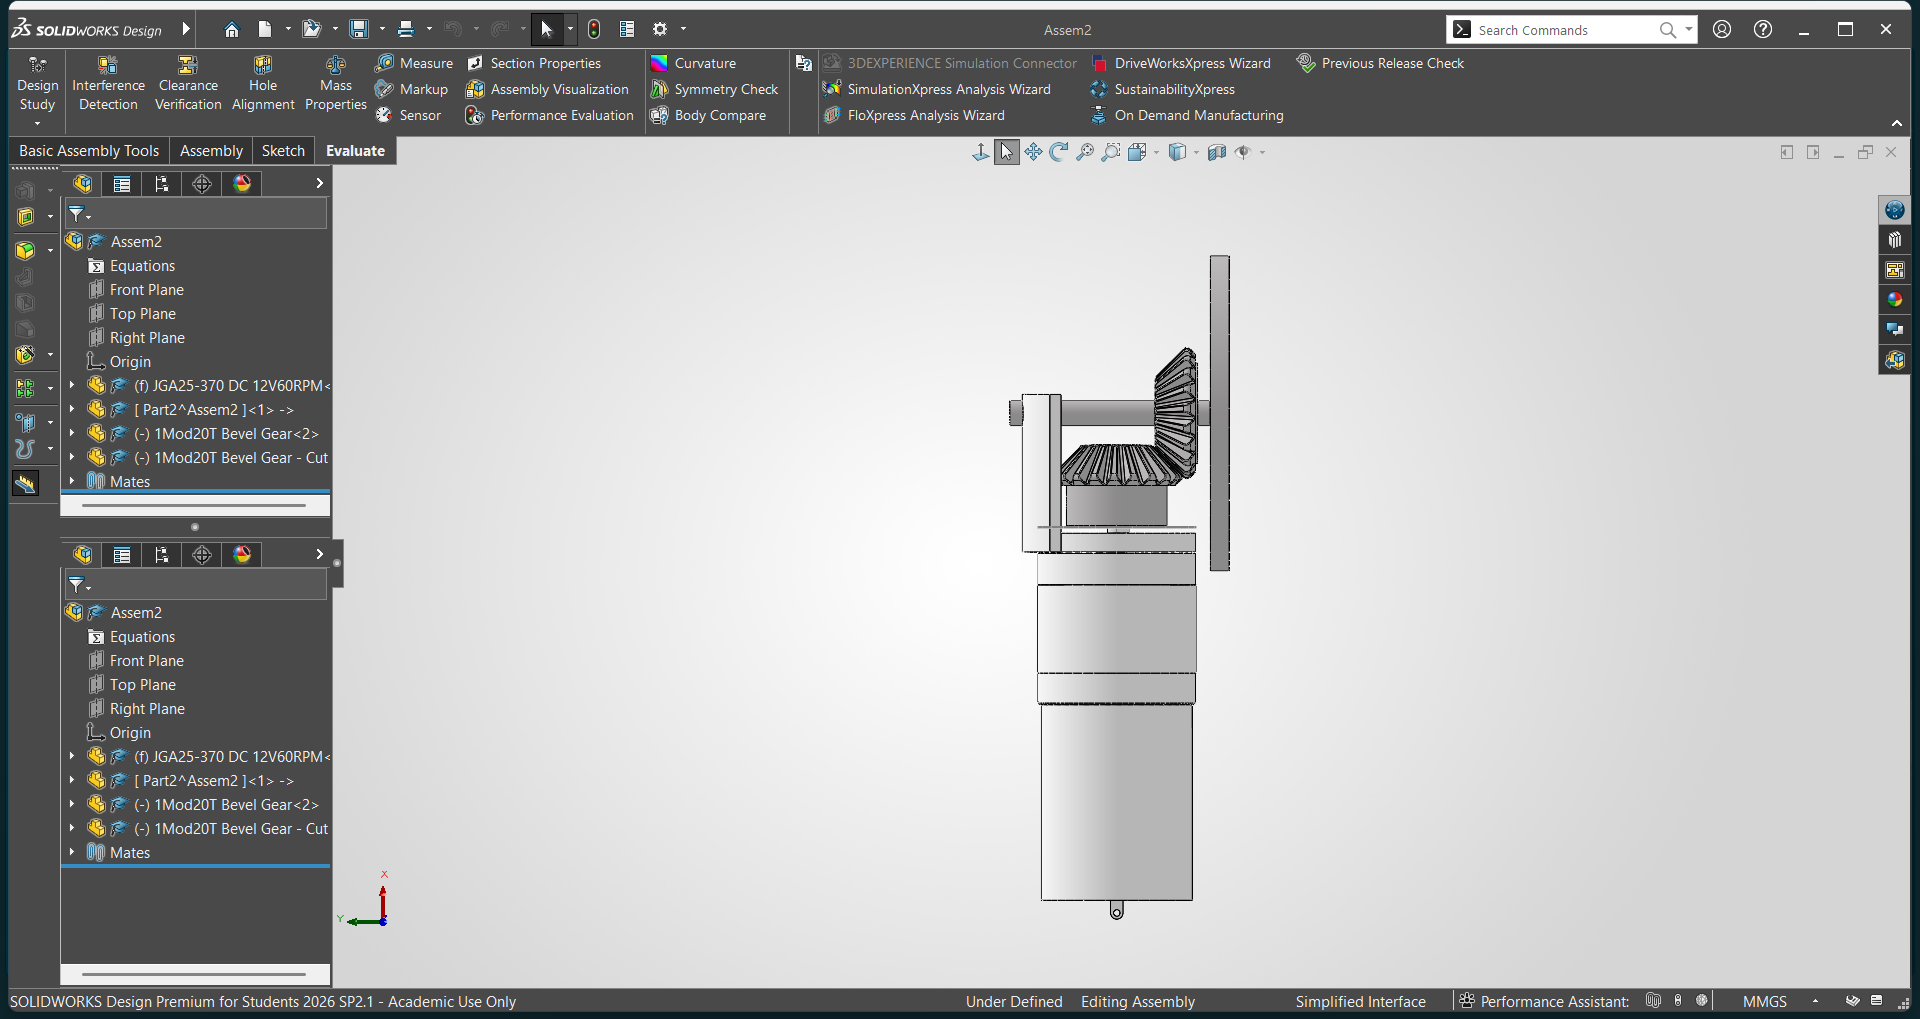 SOLIDWORKS Design
Assem2
Search Commands
Design Study
Interference Detection
Clearance Verification
Hole Alignment
Mass Properties
Measure
Markup
Sensor
Section Properties
Assembly Visualization
Performance Evaluation
Curvature
Symmetry Check
Body Compare
3DEXPERIENCE Simulation Connector
SimulationXpress Analysis Wizard
FloXpress Analysis Wizard
DriveWorksXpress Wizard
SustainabilityXpress
On Demand Manufacturing
Previous Release Check
Basic Assembly Tools
Assembly
Sketch
Evaluate
Assem2
Equations
Front Plane
Top Plane
Right Plane
Origin
(f) JGA25-370 DC 12V60RPM<
[ Part2^Assem2 ]<1> ->
(-) 1Mod20T Bevel Gear<2>
(-) 1Mod20T Bevel Gear - Cut
Mates
Assem2
Equations
Front Plane
Top Plane
Right Plane
Origin
(f) JGA25-370 DC 12V60RPM<
[ Part2^Assem2 ]<1> ->
(-) 1Mod20T Bevel Gear<2>
(-) 1Mod20T Bevel Gear - Cut
Mates
X
Y
SOLIDWORKS Design Premium for Students 2026 SP2.1 - Academic Use Only
Under Defined
Editing Assembly
Simplified Interface
Performance Assistant:
MMGS